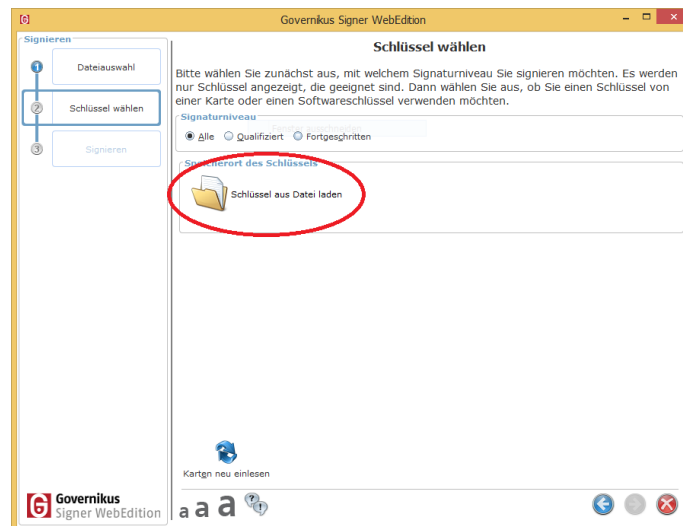 Governikus Signer WebEdition
Signieren
1
Dateiauswahl
2
Schlüssel wählen
3
Signieren
Schlüssel wählen
Bitte wählen Sie zunächst aus, mit welchem Signaturniveau Sie signieren möchten. Es werden
nur Schlüssel angezeigt, die geeignet sind. Dann wählen Sie aus, ob Sie einen Schlüssel von
einer Karte oder einen Softwareschlüssel verwenden möchten.
Signaturniveau
Alle Qualifiziert Fortgeschritten
Speicherort des Schlüssels
Schlüssel aus Datei laden
Karten neu einlesen
Governikus
Signer WebEdition
a a a